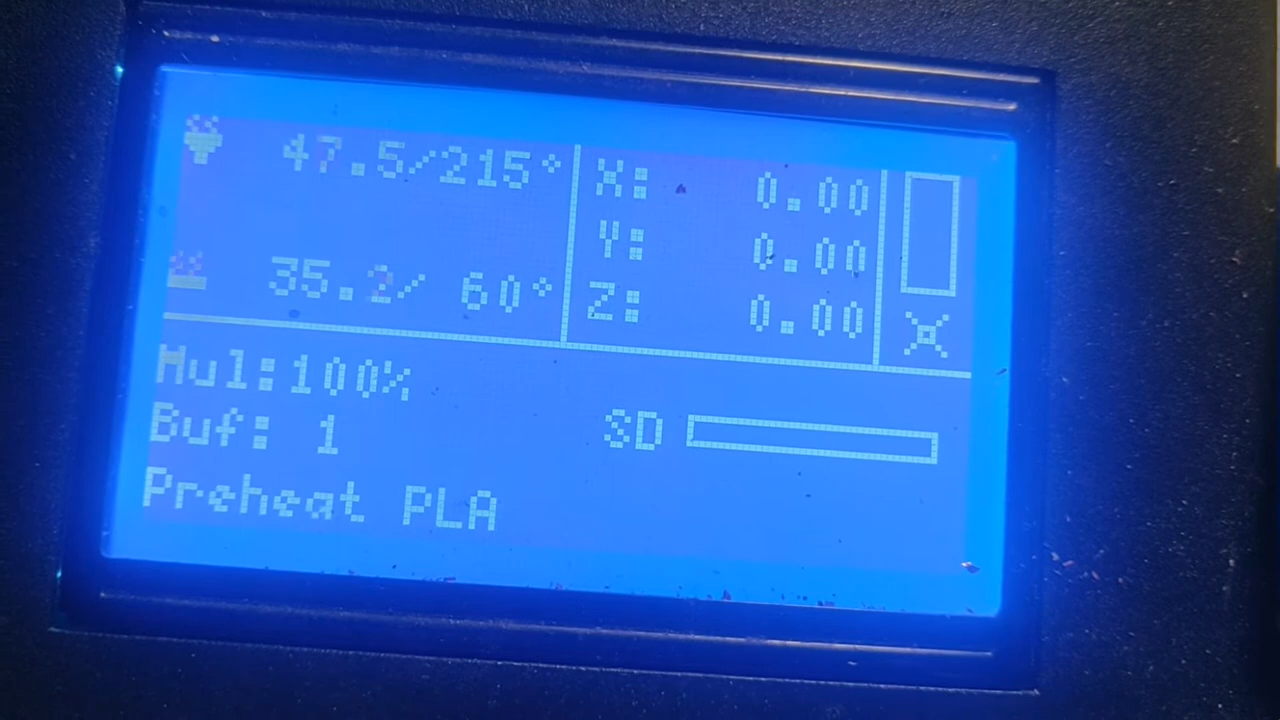 47.5/215°
35.2/ 60°
X: 0.00
Y: 0.00
Z: 0.00
Mul:100%
Buf: 1
SD
Preheat PLA